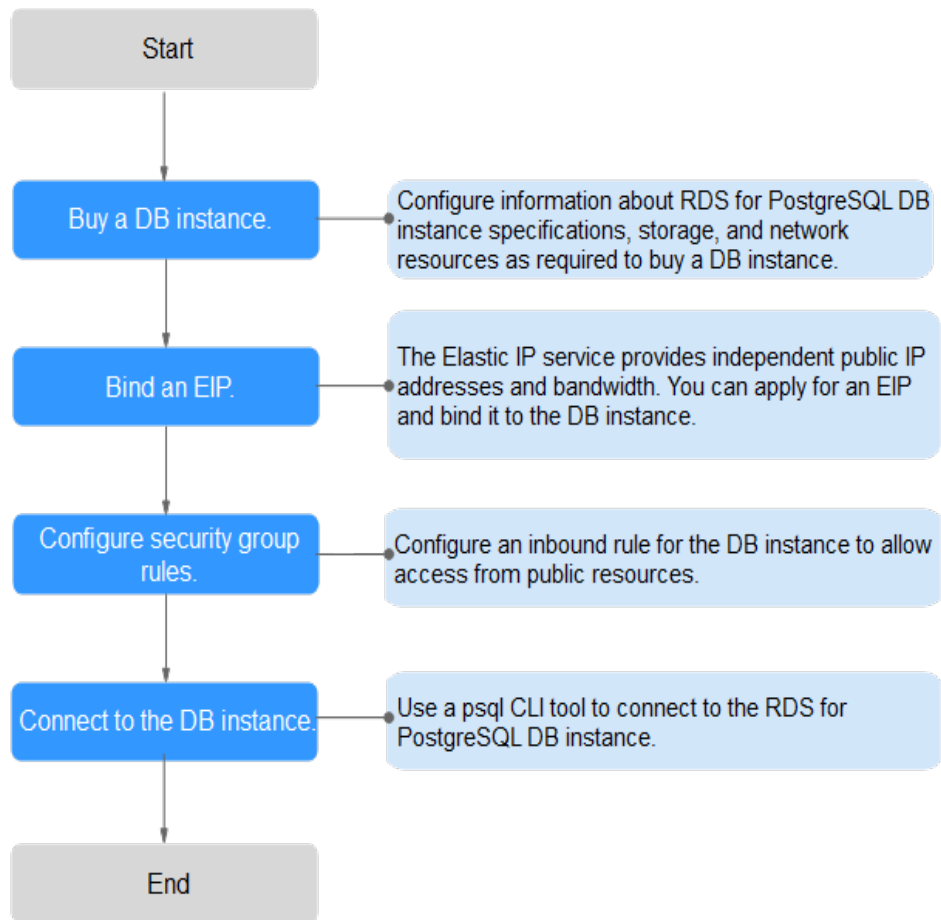 Start
Buy a DB instance.
Configure information about RDS for PostgreSQL DB
instance specifications, storage, and network
resources as required to buy a DB instance.
Bind an EIP.
The Elastic IP service provides independent public IP
addresses and bandwidth. You can apply for an EIP
and bind it to the DB instance.
Configure security group
rules.
Configure an inbound rule for the DB instance to allow
access from public resources.
Connect to the DB instance.
Use a psql CLI tool to connect to the RDS for
PostgreSQL DB instance.
End